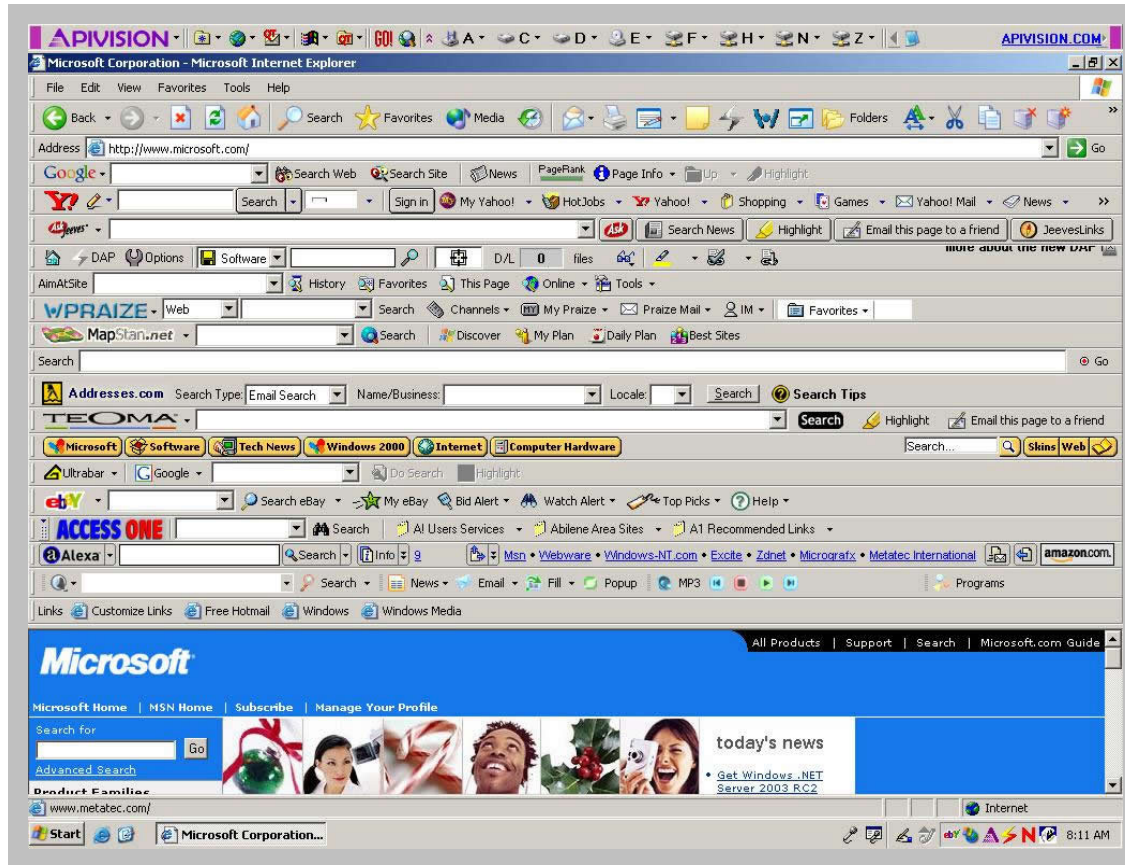 APIVISION GO! A C D E F H N Z APIVISION.COM
Microsoft Corporation - Microsoft Internet Explorer
File Edit View Favorites Tools Help
Back Search Favorites Media Folders
Address http://www.microsoft.com/ Go
Google Search Web Search Site News PageRank Page Info Up Highlight
Y! Search Sign in My Yahoo! HotJobs Yahoo! Shopping Games Yahoo! Mail News
Jeeves Ask Search News Highlight Email this page to a friend JeevesLinks
DAP Options Software D/L 0 files more about the new DAP
AimAtSite History Favorites This Page Online Tools
WPRAIZE Web Search Channels My Praize Praize Mail IM Favorites
MapStan.net Search Discover My Plan Daily Plan Best Sites
Search Go
Addresses.com Search Type: Email Search Name/Business: Locale: Search Search Tips
TEOMA Search Highlight Email this page to a friend
Microsoft Software Tech News Windows 2000 Internet Computer Hardware Search... Skins Web
Ultrabar Google Do Search Highlight
ebY Search eBay My eBay Bid Alert Watch Alert Top Picks Help
ACCESS ONE Search A! Users Services Abilene Area Sites A1 Recommended Links
Alexa Search Info 9 Msn • Webware • Windows-NT.com • Excite • Zdnet • Micrografx • Metatec International amazon.com.
Search News Email Fill Popup MP3 Programs
Links Customize Links Free Hotmail Windows Windows Media
All Products | Support | Search | Microsoft.com Guide
Microsoft
Microsoft Home | MSN Home | Subscribe | Manage Your Profile
Search for
Go
Advanced Search
Product Families
today's news
• Get Windows .NET
Server 2003 RC2
www.metatec.com/ Internet
Start Microsoft Corporation... 8:11 AM